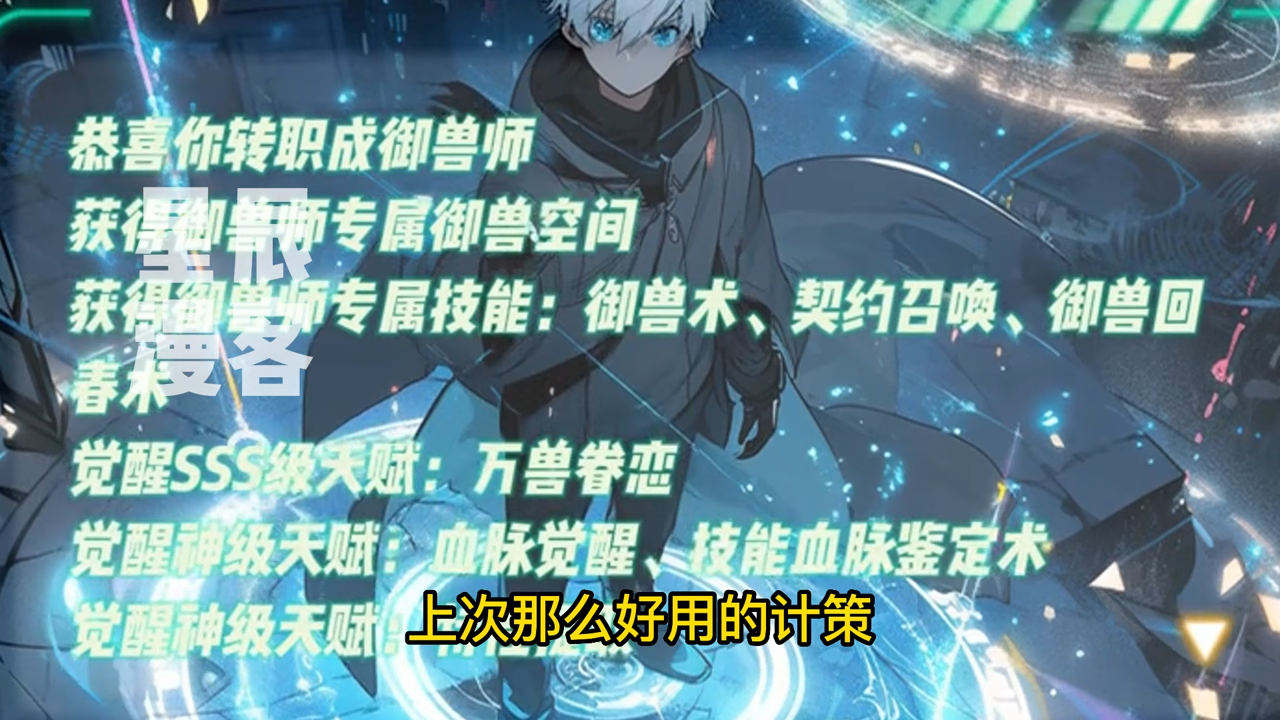 恭喜你转职成御兽师
获得御兽师专属御兽空间
获得御兽师专属技能：御兽术、契约召唤、御兽回
春术
星辰
漫客
觉醒SSS级天赋：万兽眷恋
觉醒神级天赋：血脉觉醒、技能血脉鉴定术
觉醒神级天赋：
上次那么好用的计策